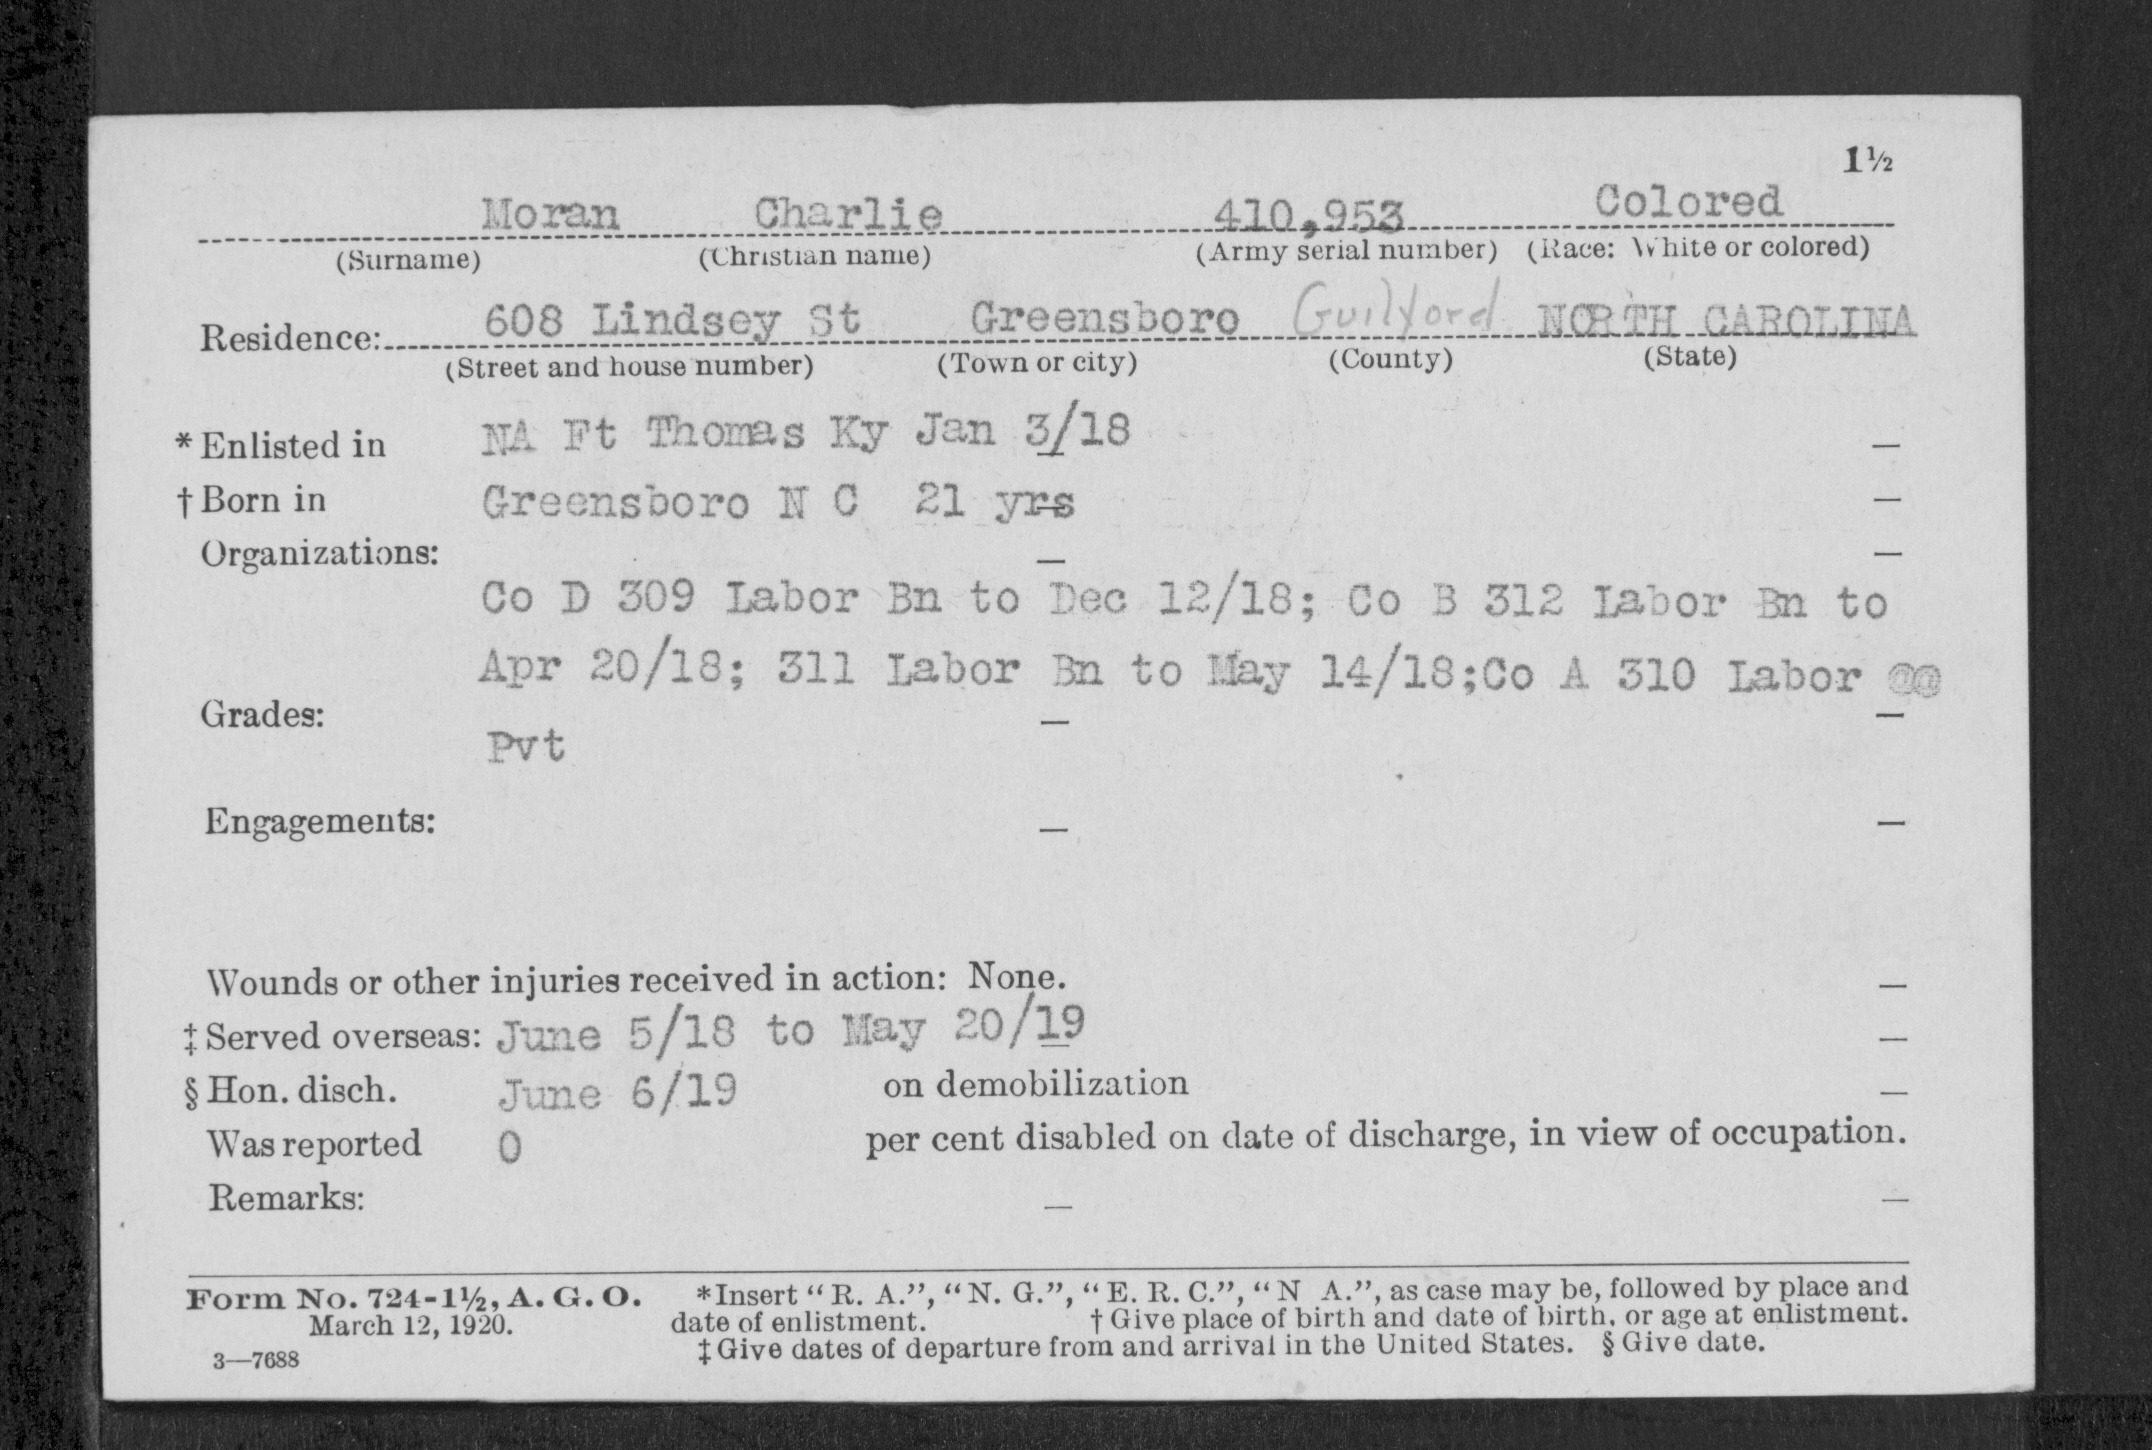 1½
Moran Charlie 410,953 Colored
(Surname) (Christian name) (Army serial number) (Race: White or colored)
Residence: 608 Lindsey St Greensboro Guilford NORTH CAROLINA
(Street and house number) (Town or city) (County) (State)
* Enlisted in NA Ft Thomas Ky Jan 3/18 —
† Born in Greensboro N C 21 yrs —
Organizations: — —
Co D 309 Labor Bn to Dec 12/18; Co B 312 Labor Bn to
Apr 20/18; 311 Labor Bn to May 14/18;Co A 310 Labor @@
Grades: — —
Pvt
Engagements: — —
Wounds or other injuries received in action: None. —
‡ Served overseas: June 5/18 to May 20/19 —
§ Hon. disch. June 6/19 on demobilization —
Was reported 0 per cent disabled on date of discharge, in view of occupation.
Remarks: — —
Form No. 724-1½, A. G. O. *Insert “R. A.”, “N. G.”, “E. R. C.”, “N A.”, as case may be, followed by place and
March 12, 1920. date of enlistment. † Give place of birth and date of birth, or age at enlistment.
3—7688 ‡ Give dates of departure from and arrival in the United States. § Give date.